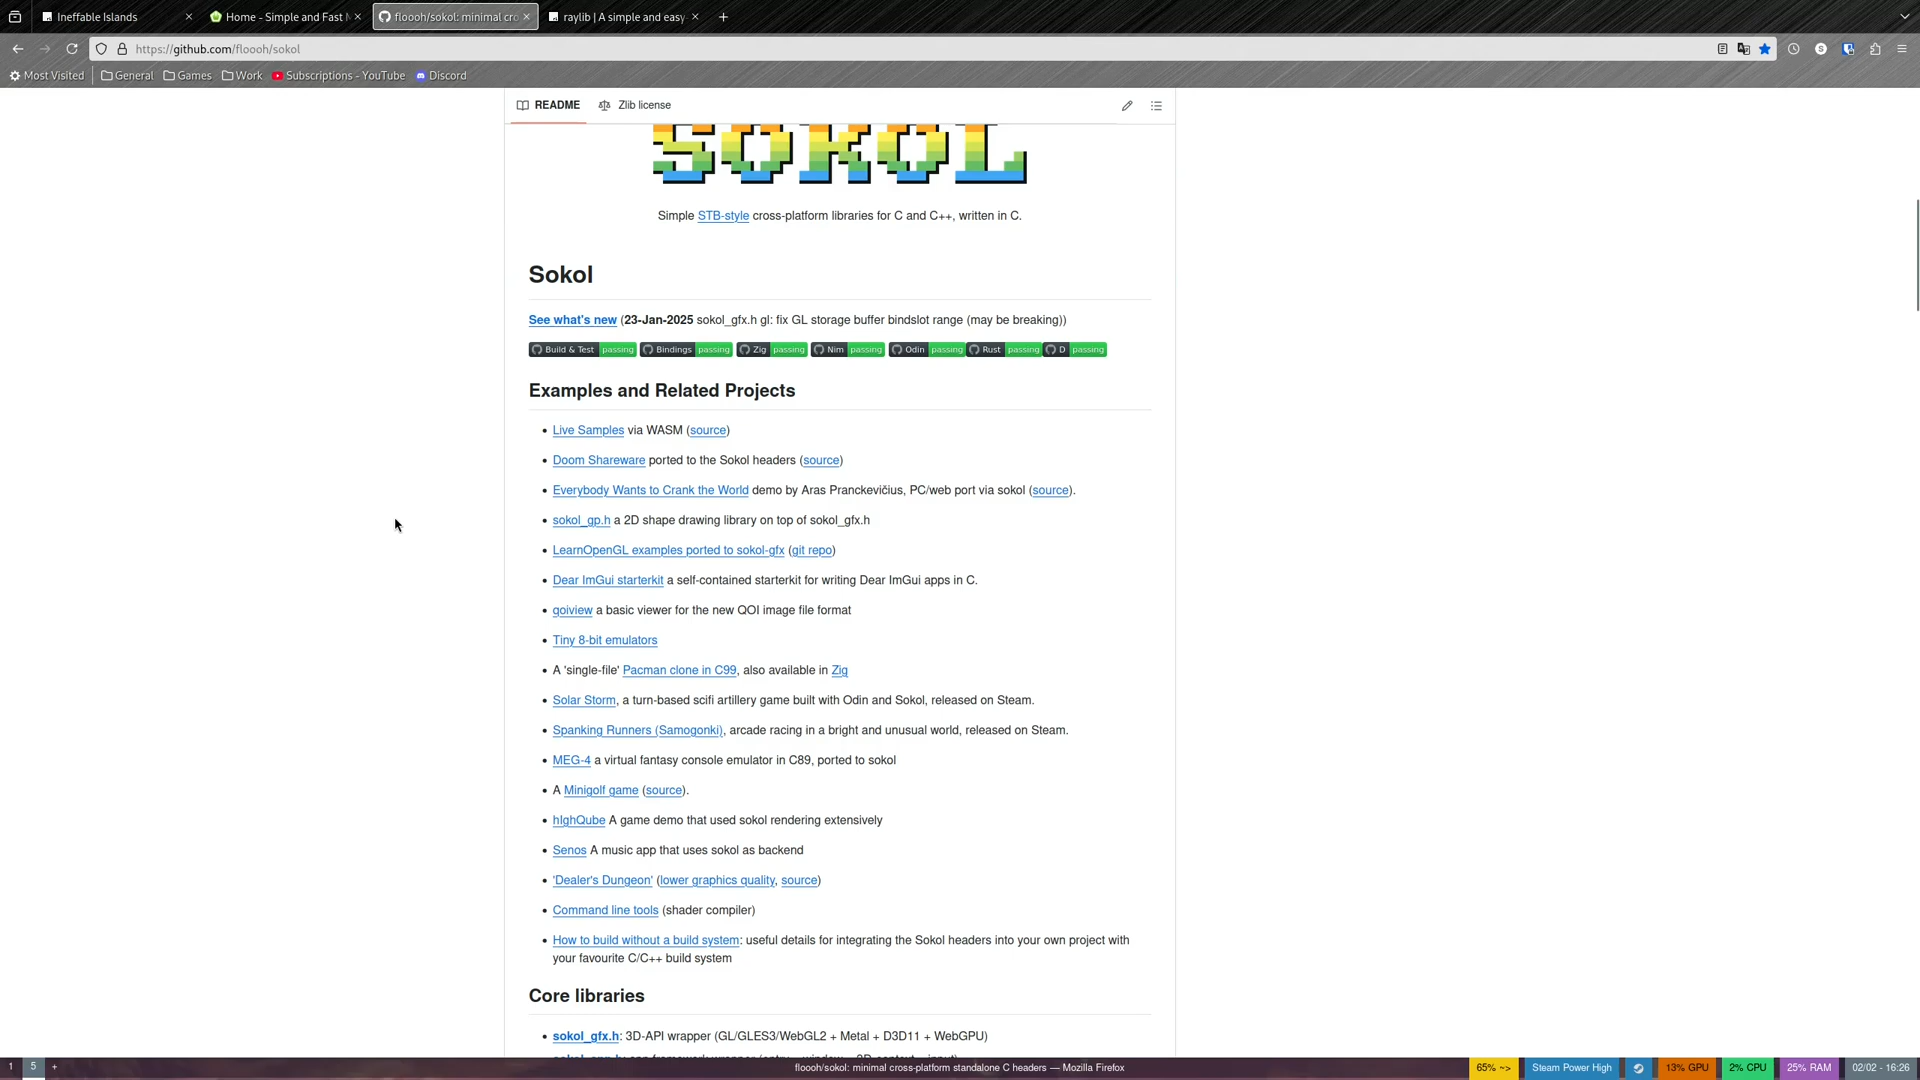 Ineffable Islands
Home - Simple and Fast M
floooh/sokol: minimal cro
raylib | A simple and easy
https://github.com/floooh/sokol
Most Visited
General
Games
Work
Subscriptions - YouTube
Discord
README
Zlib license
SOKOL
Simple STB-style cross-platform libraries for C and C++, written in C.
Sokol
See what's new (23-Jan-2025 sokol_gfx.h gl: fix GL storage buffer bindslot range (may be breaking))
Build & Test passing Bindings passing Zig passing Nim passing Odin passing Rust passing D passing
Examples and Related Projects
• Live Samples via WASM (source)
• Doom Shareware ported to the Sokol headers (source)
• Everybody Wants to Crank the World demo by Aras Pranckevičius, PC/web port via sokol (source).
• sokol_gp.h a 2D shape drawing library on top of sokol_gfx.h
• LearnOpenGL examples ported to sokol-gfx (git repo)
• Dear ImGui starterkit a self-contained starterkit for writing Dear ImGui apps in C.
• qoiview a basic viewer for the new QOI image file format
• Tiny 8-bit emulators
• A 'single-file' Pacman clone in C99, also available in Zig
• Solar Storm, a turn-based scifi artillery game built with Odin and Sokol, released on Steam.
• Spanking Runners (Samogonki), arcade racing in a bright and unusual world, released on Steam.
• MEG-4 a virtual fantasy console emulator in C89, ported to sokol
• A Minigolf game (source).
• hIghQube A game demo that used sokol rendering extensively
• Senos A music app that uses sokol as backend
• 'Dealer's Dungeon' (lower graphics quality, source)
• Command line tools (shader compiler)
• How to build without a build system: useful details for integrating the Sokol headers into your own project with
your favourite C/C++ build system
Core libraries
• sokol_gfx.h: 3D-API wrapper (GL/GLES3/WebGL2 + Metal + D3D11 + WebGPU)
1 5 +
floooh/sokol: minimal cross-platform standalone C headers — Mozilla Firefox
65% ~>
Steam Power High
13% GPU
2% CPU
25% RAM
02/02 - 16:26